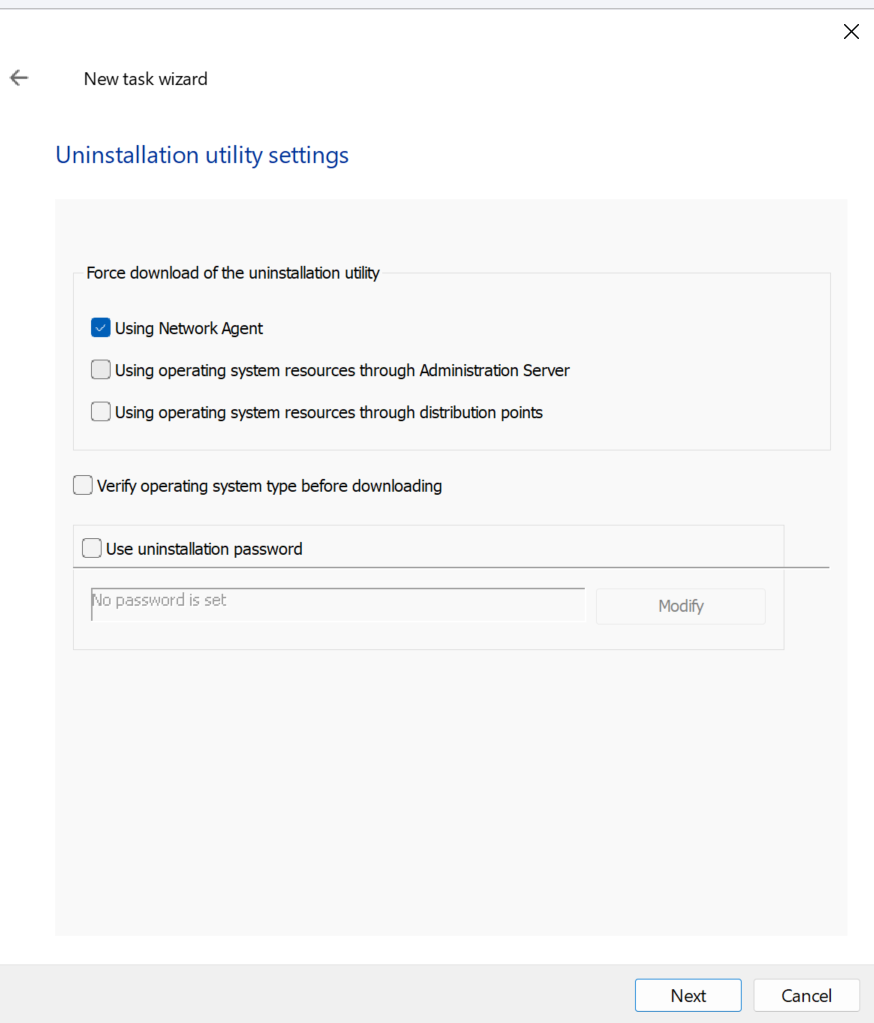 New task wizard
Uninstallation utility settings
Force download of the uninstallation utility
Using Network Agent
Using operating system resources through Administration Server
Using operating system resources through distribution points
Verify operating system type before downloading
Use uninstallation password
No password is set
Modify
Next
Cancel